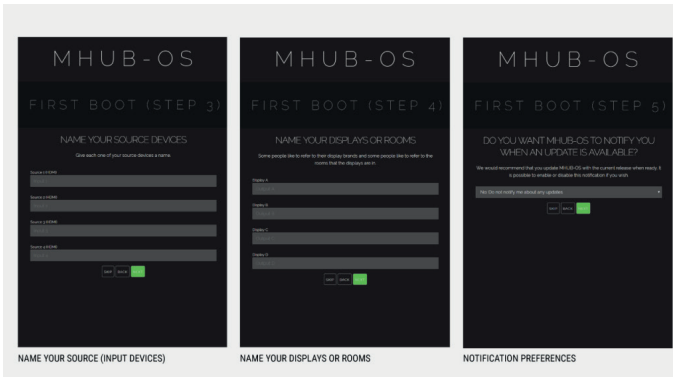 MHUB-OS
FIRST BOOT (STEP 3)
NAME YOUR SOURCE DEVICES
Give each one of your source devices a name.
Source 1 (HDMI)
Source 2 (HDMI)
Source 3 (HDMI)
Source 4 (HDMI)
SKIP BACK NEXT
NAME YOUR SOURCE (INPUT DEVICES)
MHUB-OS
FIRST BOOT (STEP 4)
NAME YOUR DISPLAYS OR ROOMS
Some people like to refer to their display brands and some people like to refer to the
rooms that the displays are in.
Display A
Display B
Display C
Display D
SKIP BACK NEXT
NAME YOUR DISPLAYS OR ROOMS
MHUB-OS
FIRST BOOT (STEP 5)
DO YOU WANT MHUB-OS TO NOTIFY YOU
WHEN AN UPDATE IS AVAILABLE?
We would recommend that you update MHUB-OS with the current release when ready. It
is possible to enable or disable this notification if you wish.
Yes Do not notify me about any updates
SKIP BACK NEXT
NOTIFICATION PREFERENCES